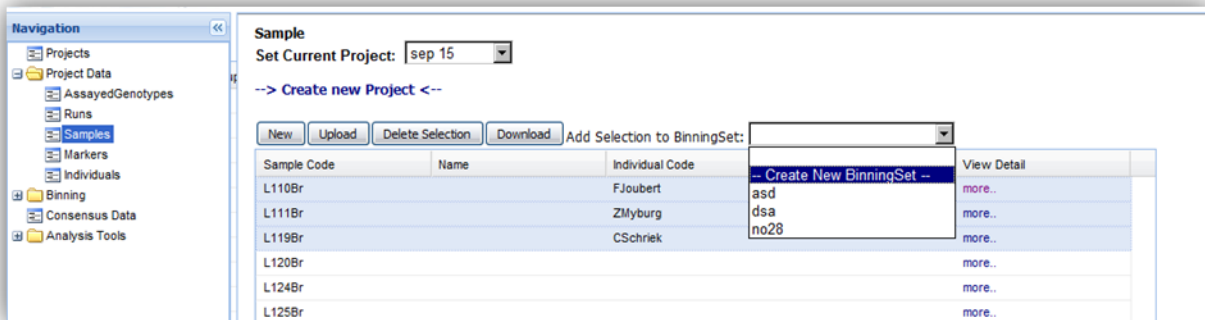 Navigation
Projects
Project Data
AssayedGenotypes
Runs
Samples
Markers
Individuals
Binning
Consensus Data
Analysis Tools
Sample
Set Current Project: sep 15
--> Create new Project <--
New Upload Delete Selection Download Add Selection to BinningSet:
-- Create New BinningSet --
asd
dsa
no28
Sample Code Name Individual Code View Detail
L110Br FJoubert more..
L111Br ZMyburg more..
L119Br CSchriek more..
L120Br more..
L124Br more..
L125Br more..